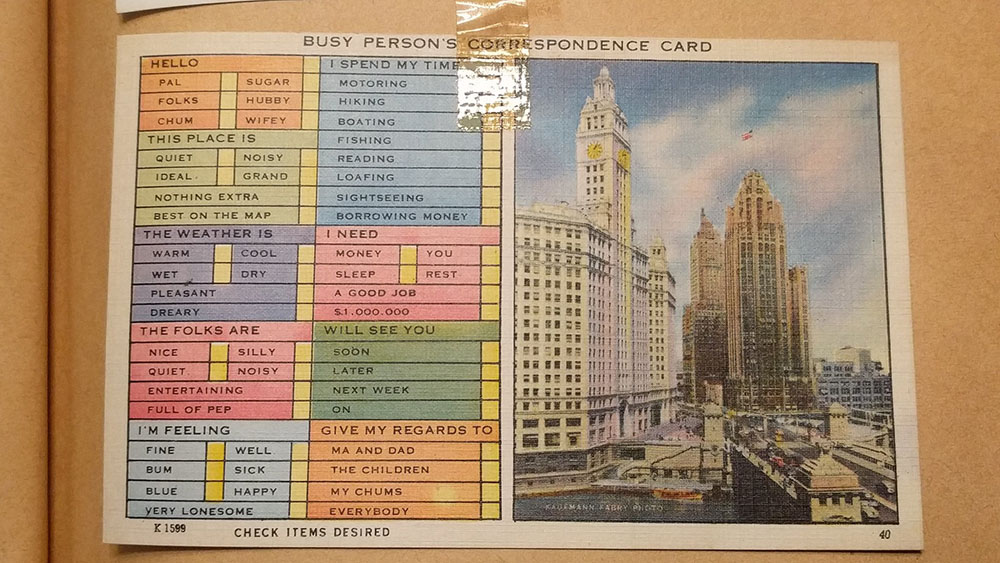 BUSY PERSON'S CORRESPONDENCE CARD
HELLO
PAL SUGAR
FOLKS HUBBY
CHUM WIFEY
THIS PLACE IS
QUIET NOISY
IDEAL GRAND
NOTHING EXTRA
BEST ON THE MAP
THE WEATHER IS
WARM COOL
WET DRY
PLEASANT
DREARY
THE FOLKS ARE
NICE SILLY
QUIET NOISY
ENTERTAINING
FULL OF PEP
I'M FEELING
FINE WELL
BUM SICK
BLUE HAPPY
VERY LONESOME
I SPEND MY TIME
MOTORING
HIKING
BOATING
FISHING
READING
LOAFING
SIGHTSEEING
BORROWING MONEY
I NEED
MONEY YOU
SLEEP REST
A GOOD JOB
$1.000.000
WILL SEE YOU
SOON
LATER
NEXT WEEK
ON
GIVE MY REGARDS TO
MA AND DAD
THE CHILDREN
MY CHUMS
EVERYBODY
KAUFMANN FABRY PHOTO
K 1599
CHECK ITEMS DESIRED
40